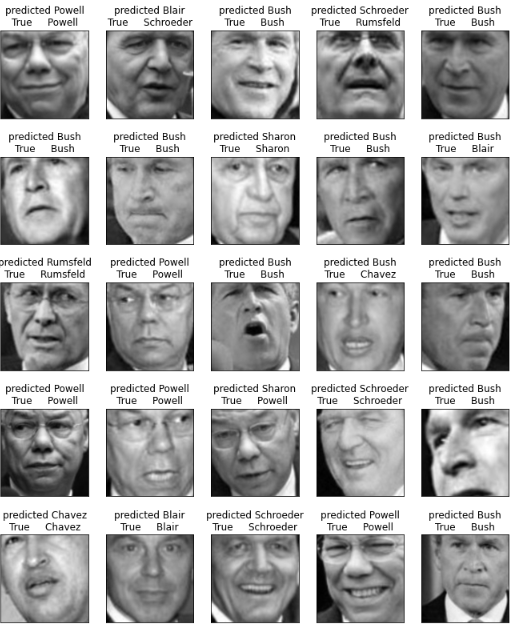 predicted Powell
True Powell
predicted Blair
True Schroeder
predicted Bush
True Bush
predicted Schroeder
True Rumsfeld
predicted Bush
True Bush
predicted Bush
True Bush
predicted Bush
True Bush
predicted Sharon
True Sharon
predicted Bush
True Bush
predicted Bush
True Blair
predicted Rumsfeld
True Rumsfeld
predicted Powell
True Powell
predicted Bush
True Bush
predicted Bush
True Chavez
predicted Bush
True Bush
predicted Powell
True Powell
predicted Powell
True Powell
predicted Sharon
True Powell
predicted Schroeder
True Schroeder
predicted Bush
True Bush
predicted Chavez
True Chavez
predicted Blair
True Blair
predicted Schroeder
True Schroeder
predicted Powell
True Powell
predicted Bush
True Bush